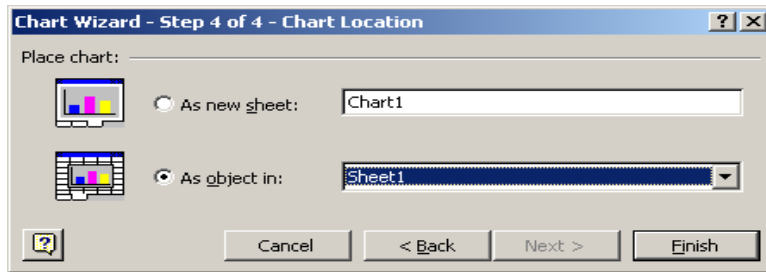 Chart Wizard - Step 4 of 4 - Chart Location
Place chart:
As new sheet: Chart1
As object in: Sheet1
Cancel < Back Next > Finish